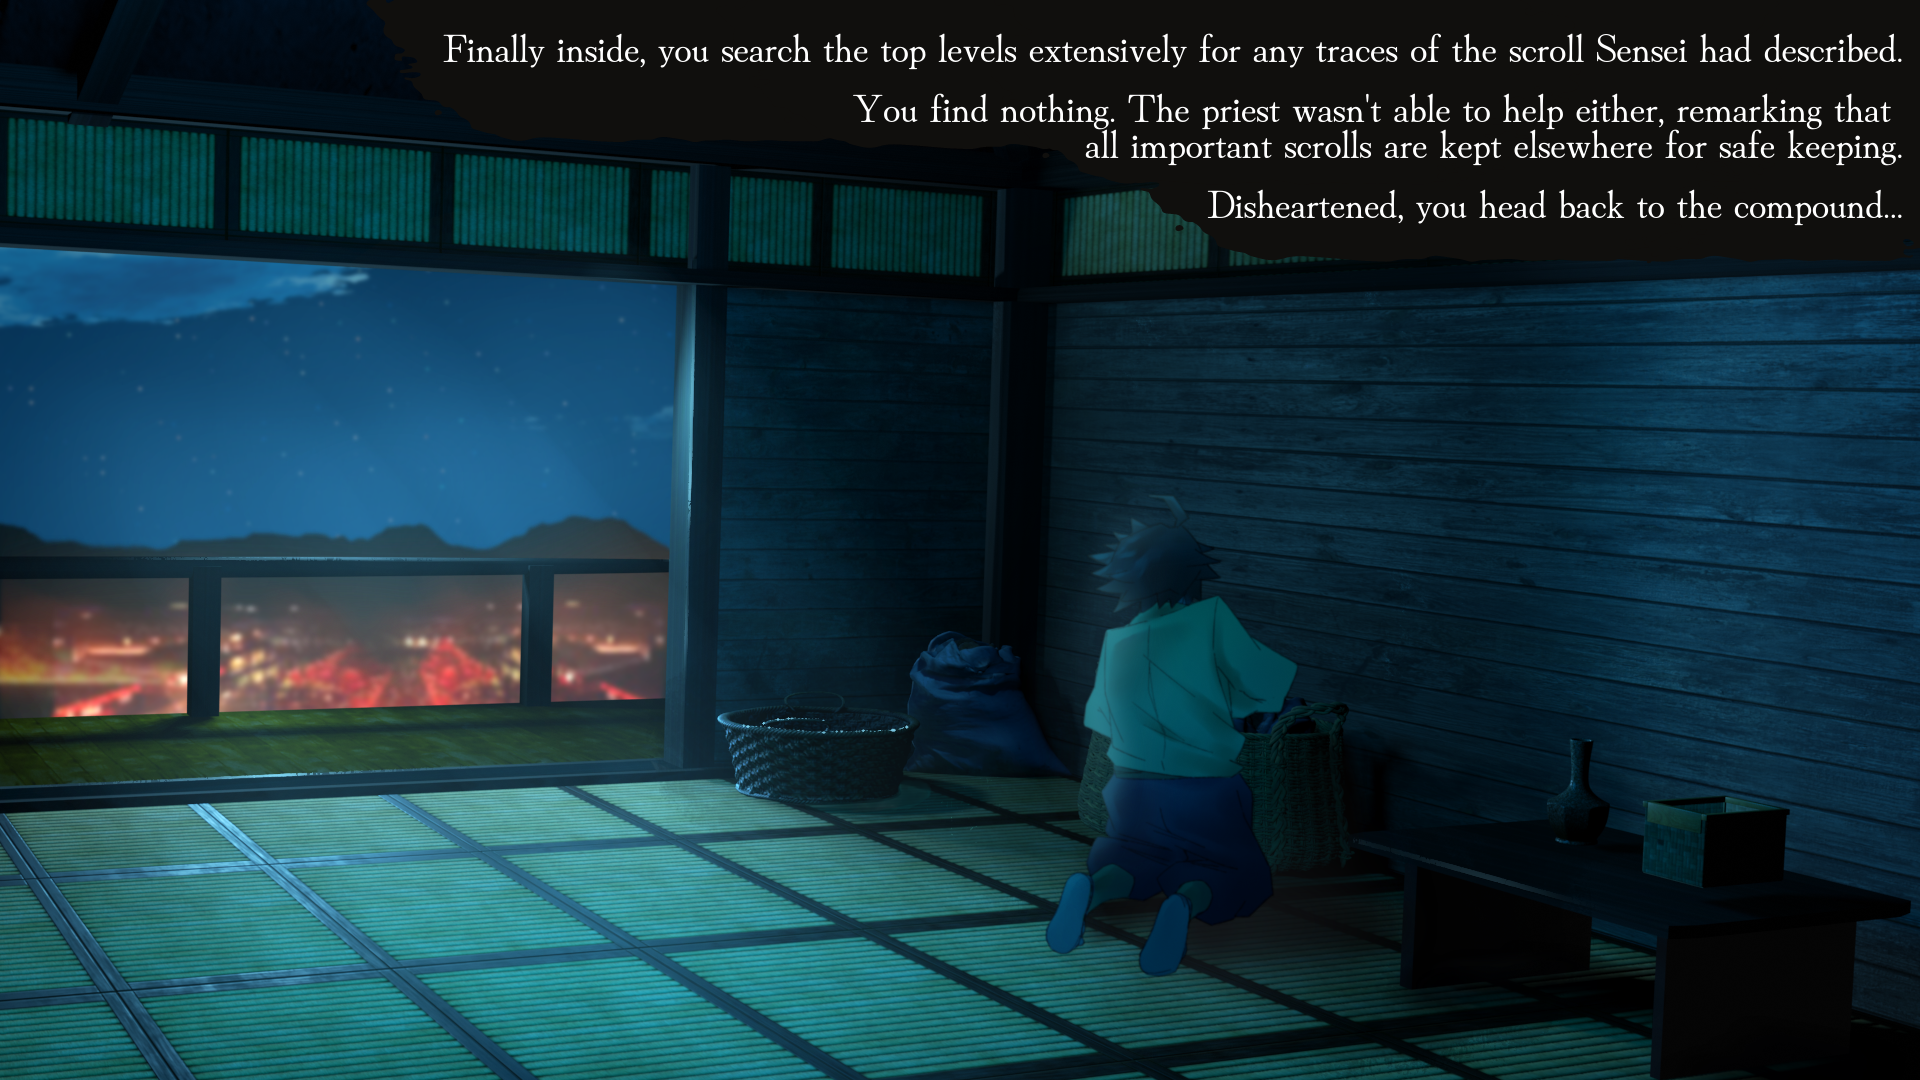 Finally inside, you search the top levels extensively for any traces of the scroll Sensei had described.
You find nothing. The priest wasn't able to help either, remarking that
all important scrolls are kept elsewhere for safe keeping.
Disheartened, you head back to the compound...